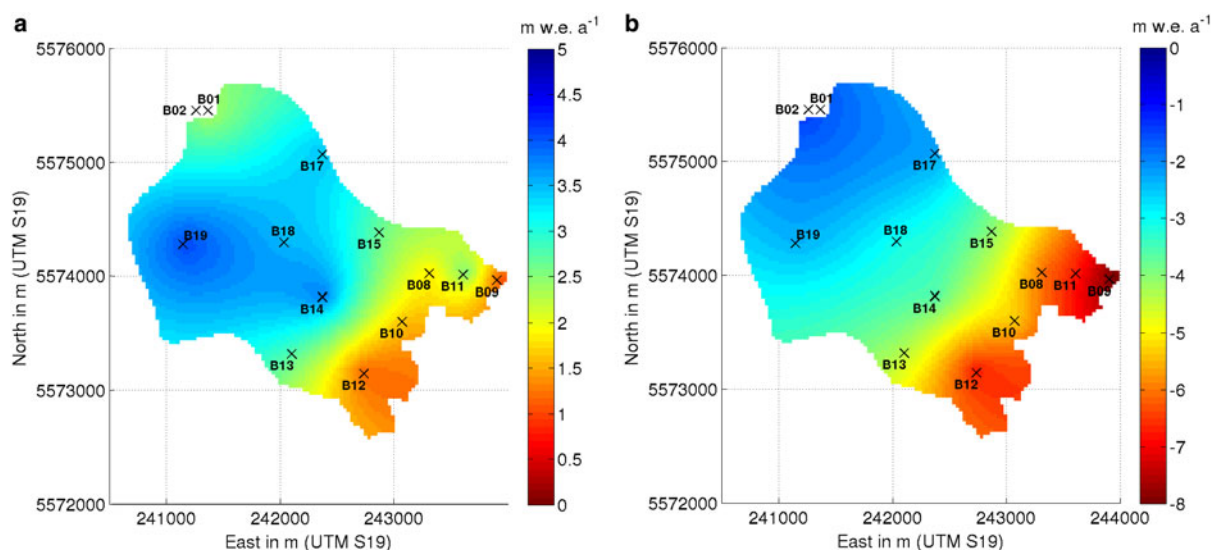 a
m w.e. a⁻¹
5576000
5575000
5574000
5573000
5572000
North in m (UTM S19)
B02
B01
B17
B19
B18
B15
B14
B08
B11
B09
B10
B13
B12
241000
242000
243000
East in m (UTM S19)
5
4.5
4
3.5
3
2.5
2
1.5
1
0.5
0
b
m w.e. a⁻¹
5576000
5575000
5574000
5573000
5572000
North in m (UTM S19)
B02
B01
B17
B19
B18
B15
B14
B08
B11
B09
B10
B13
B12
241000
242000
243000
244000
East in m (UTM S19)
0
-1
-2
-3
-4
-5
-6
-7
-8